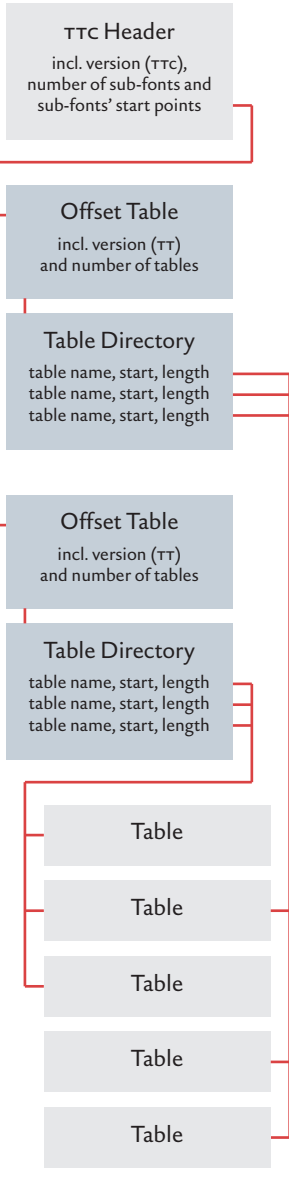 TTC Header
incl. version (TTC),
number of sub-fonts and
sub-fonts’ start points
Offset Table
incl. version (TT)
and number of tables
Table Directory
table name, start, length
table name, start, length
table name, start, length
Offset Table
incl. version (TT)
and number of tables
Table Directory
table name, start, length
table name, start, length
table name, start, length
Table
Table
Table
Table
Table